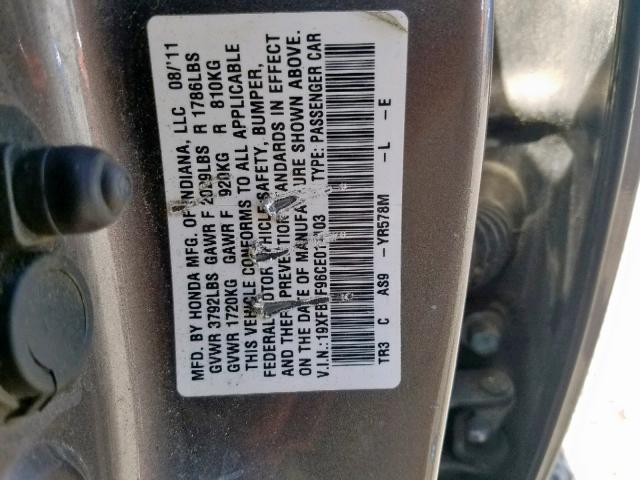 MFD. BY HONDA MFG. OF INDIANA, LLC 08/'11
GVWR 3792LBS GAWR F LBS R 1786LBS
GVWR 1720KG GAWR F 920KG R 810KG
THIS VEHICLE CONFORMS TO ALL APPLICABLE
FEDERAL MOTOR VEHICLE SAFETY, BUMPER,
AND THEFT PREVENTION STANDARDS IN EFFECT
ON THE DATE OF MANUFACTURE SHOWN ABOVE.
V.I.N.: TYPE: PASSENGER CAR
TR3 C AS9 -YR578M -L -E